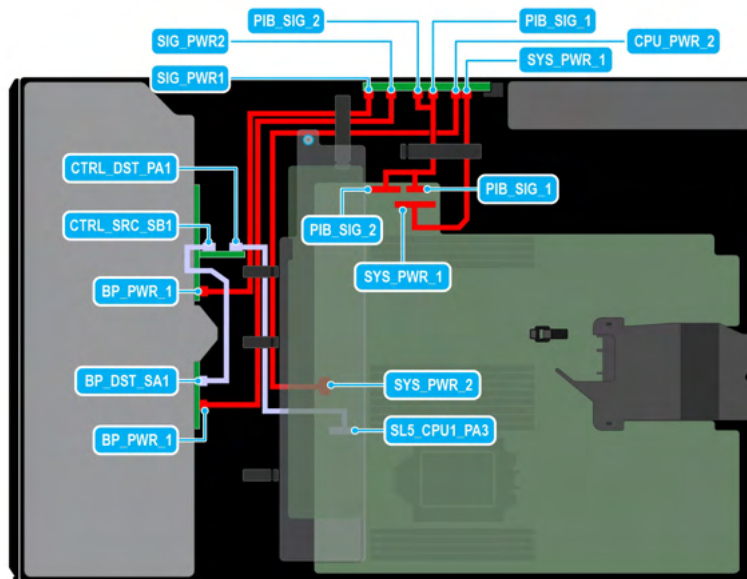 PIB_SIG_2
PIB_SIG_1
SIG_PWR2
CPU_PWR_2
SYS_PWR_1
SIG_PWR1
CTRL_DST_PA1
PIB_SIG_1
CTRL_SRC_SB1
PIB_SIG_2
SYS_PWR_1
BP_PWR_1
BP_DST_SA1
SYS_PWR_2
SL5_CPU1_PA3
BP_PWR_1